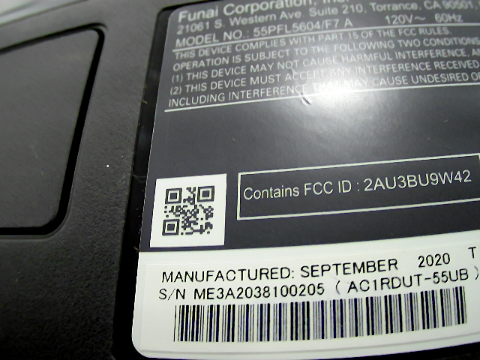 Funai Corporation, Inc.
21061 S. Western Ave. Suite 210, Torrance, CA 90501,
MODEL NO.: 55PFL5604/F7 A 120V~ 60Hz
THIS DEVICE COMPLIES WITH PART 15 OF THE FCC RULES.
OPERATION IS SUBJECT TO THE FOLLOWING TWO CONDITIONS
(1) THIS DEVICE MAY NOT CAUSE HARMFUL INTERFERENCE, AN
(2) THIS DEVICE MUST ACCEPT ANY INTERFERENCE RECEIVED
INCLUDING INTERFERENCE THAT MAY CAUSE UNDESIRED O
Contains FCC ID : 2AU3BU9W42
MANUFACTURED: SEPTEMBER 2020 T
S/N ME3A2038100205 ( AC1RDUT-55UB )